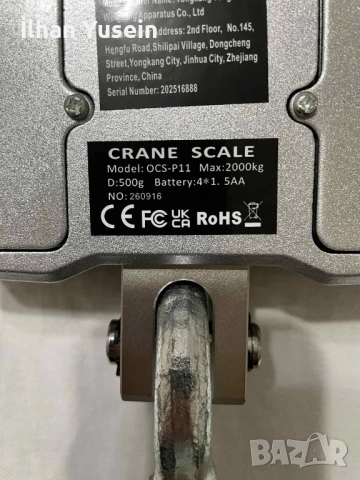 Ilhan Yusein
Apparatus Co., Ltd
Address: 2nd Floor, No.145,
Hengfu Road,Shilipai Village, Dongcheng
Street,Yongkang City, Jinhua City, Zhejiang
Province, China
Serial Number: 202516888
CRANE SCALE
Model: OCS-P11 Max:2000kg
D:500g Battery:4*1.5AA
NO: 260916
CE FC UK CA RoHS
BAZAR